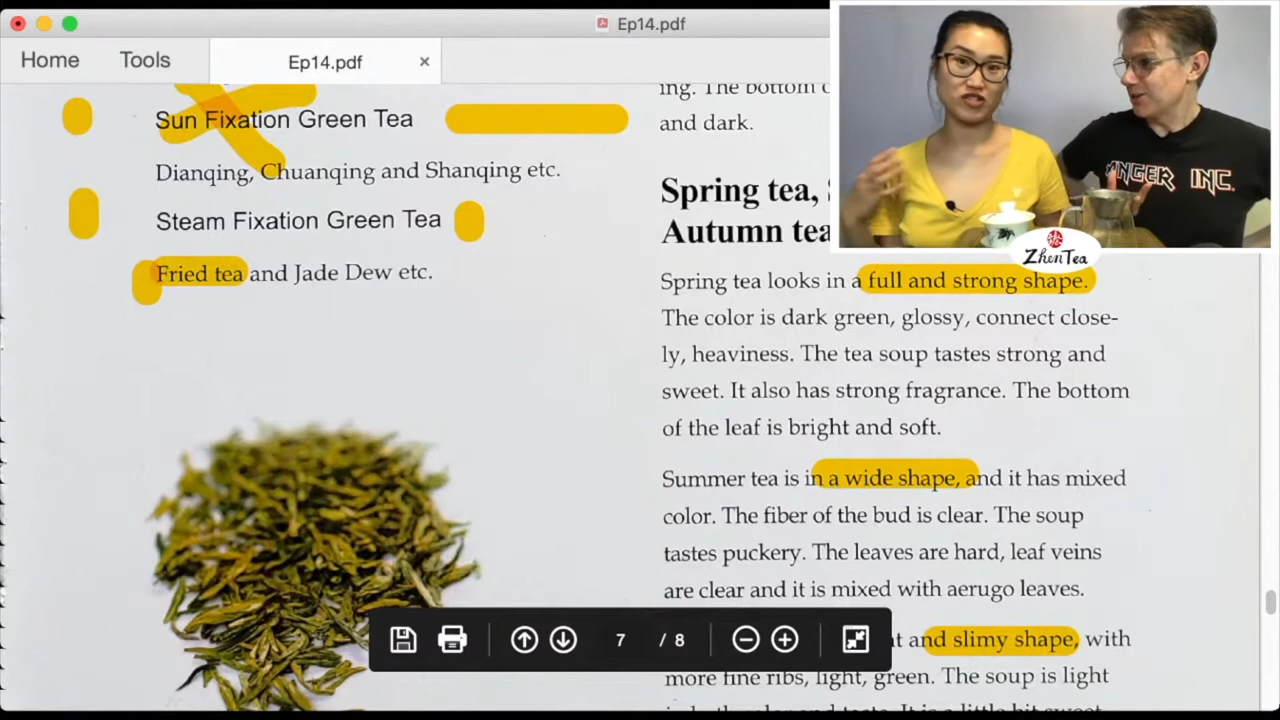 Ep14.pdf
Home
Tools
Ep14.pdf
Sun Fixation Green Tea
Dianqing, Chuanqing and Shanqing etc.
Steam Fixation Green Tea
Fried tea and Jade Dew etc.
ing. The bottom
and dark.
Spring tea,
Autumn tea
Spring tea looks in a full and strong shape.
The color is dark green, glossy, connect close-
ly, heaviness. The tea soup tastes strong and
sweet. It also has strong fragrance. The bottom
of the leaf is bright and soft.
Summer tea is in a wide shape, and it has mixed
color. The fiber of the bud is clear. The soup
tastes puckery. The leaves are hard, leaf veins
are clear and it is mixed with aerugo leaves.
and slimy shape, with
more fine ribs, light, green. The soup is light
7 / 8
ANGER INC.
ZhenTea